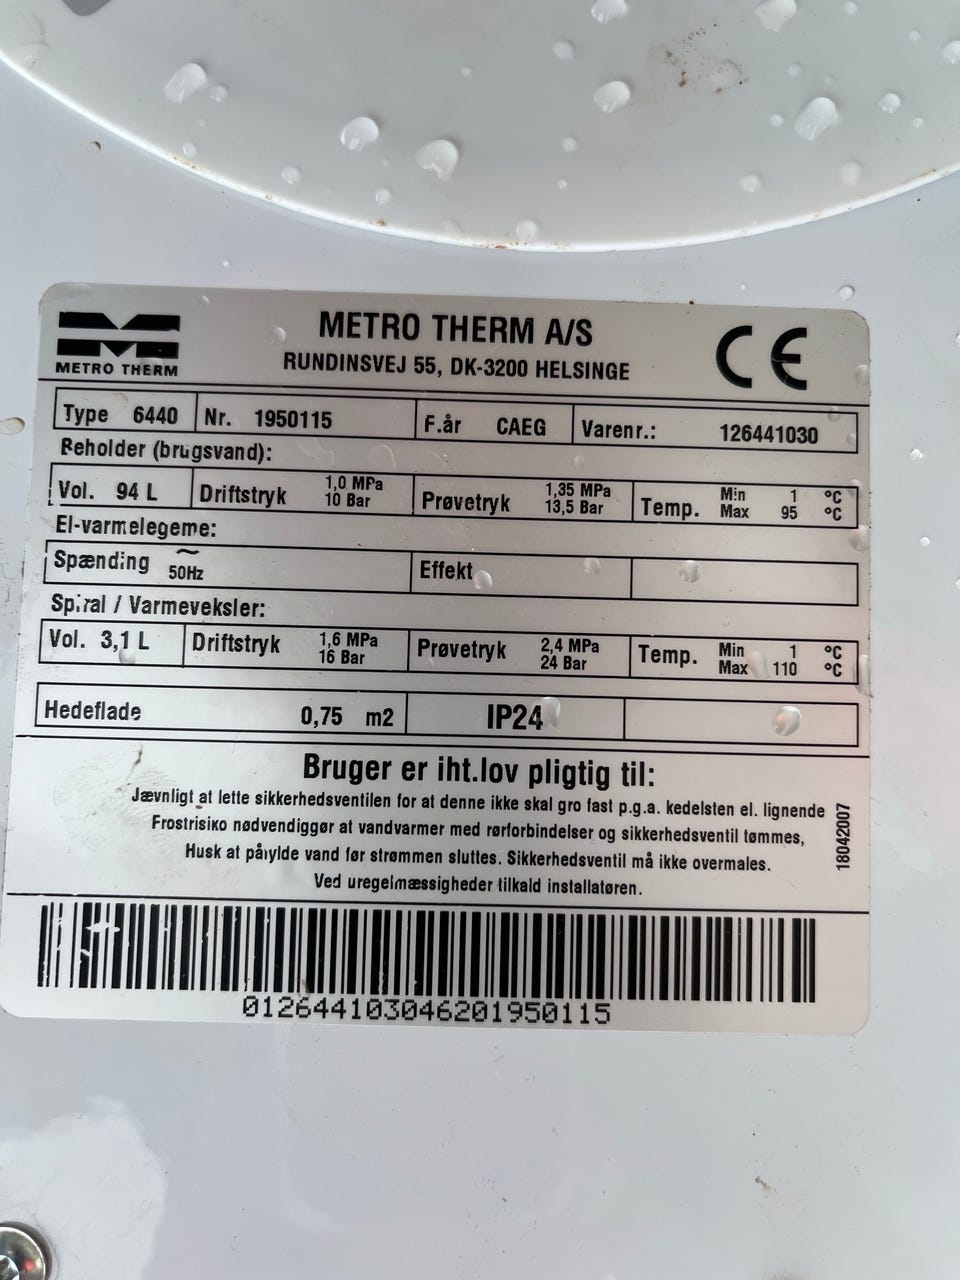 METRO THERM A/S
RUNDINSVEJ 55, DK-3200 HELSINGE
METRO THERM
CE
Type 6440 Nr. 1950115 F.år CAEG Varenr.: 126441030
Beholder (brugsvand):
Vol. 94 L Driftstryk 1,0 MPa 10 Bar Prøvetryk 1,35 MPa 13,5 Bar Temp. Min 1 °C Max 95 °C
El-varmelegeme:
Spænding ~ 50Hz Effekt
Spiral / Varmeveksler:
Vol. 3,1 L Driftstryk 1,6 MPa 16 Bar Prøvetryk 2,4 MPa 24 Bar Temp. Min 1 °C Max 110 °C
Hedeflade 0,75 m2 IP24
Bruger er iht.lov pligtig til:
Jævnligt at lette sikkerhedsventilen for at denne ikke skal gro fast p.g.a. kedelsten el. lignende
Frostrisiko nødvendiggør at vandvarmer med rørforbindelser og sikkerhedsventil tømmes,
Husk at påfylde vand før strømmen sluttes. Sikkerhedsventil må ikke overmales.
Ved uregelmæssigheder tilkald installatøren.
18042007
012644103046201950115